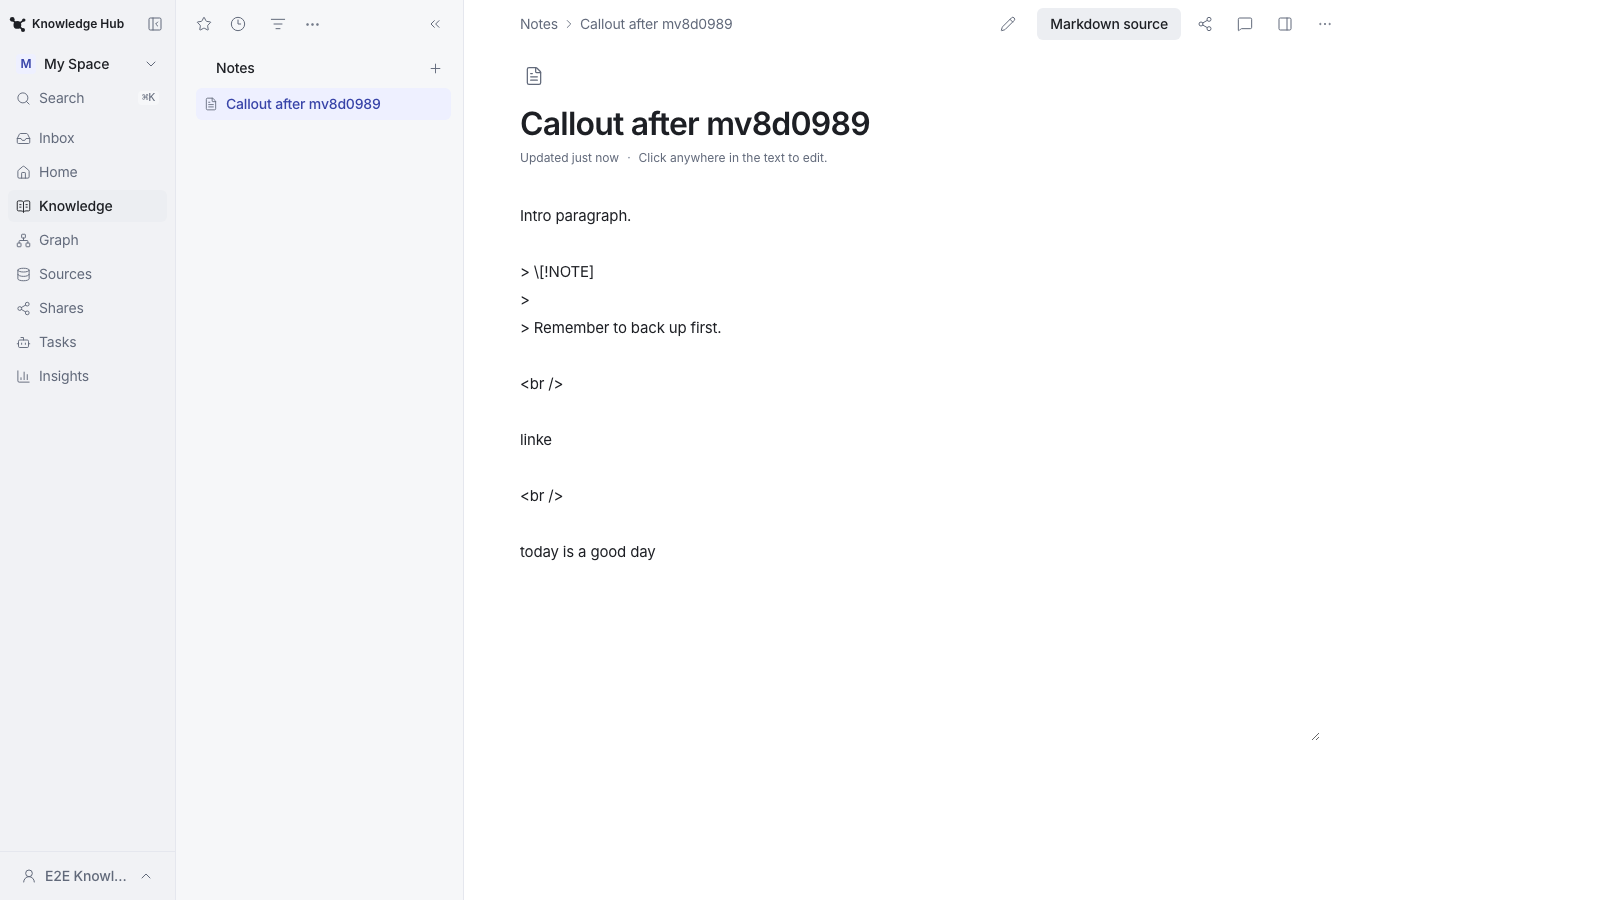 Knowledge Hub
M My Space
Search ⌘K
Inbox
Home
Knowledge
Graph
Sources
Shares
Tasks
Insights
E2E Knowl...
Notes
Callout after mv8d0989
Notes > Callout after mv8d0989
Markdown source
Callout after mv8d0989
Updated just now · Click anywhere in the text to edit.
Intro paragraph.
> \[!NOTE]
>
> Remember to back up first.
<br />
linke
<br />
today is a good day